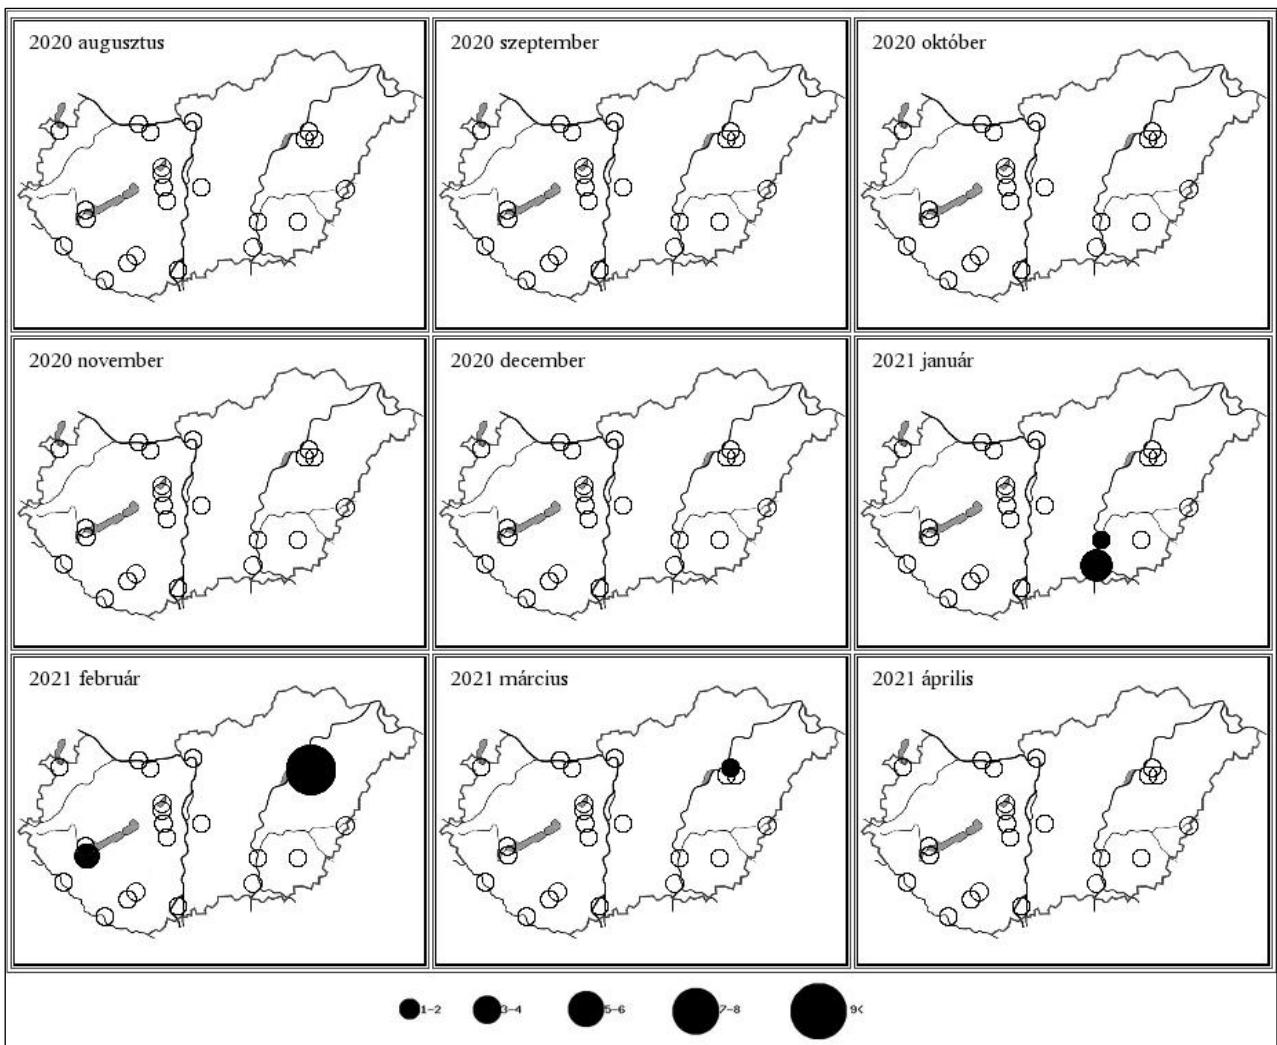 2020 augusztus
2020 szeptember
2020 október
2020 november
2020 december
2021 január
2021 február
2021 március
2021 április
1-2 3-4 5-6 7-8 9<